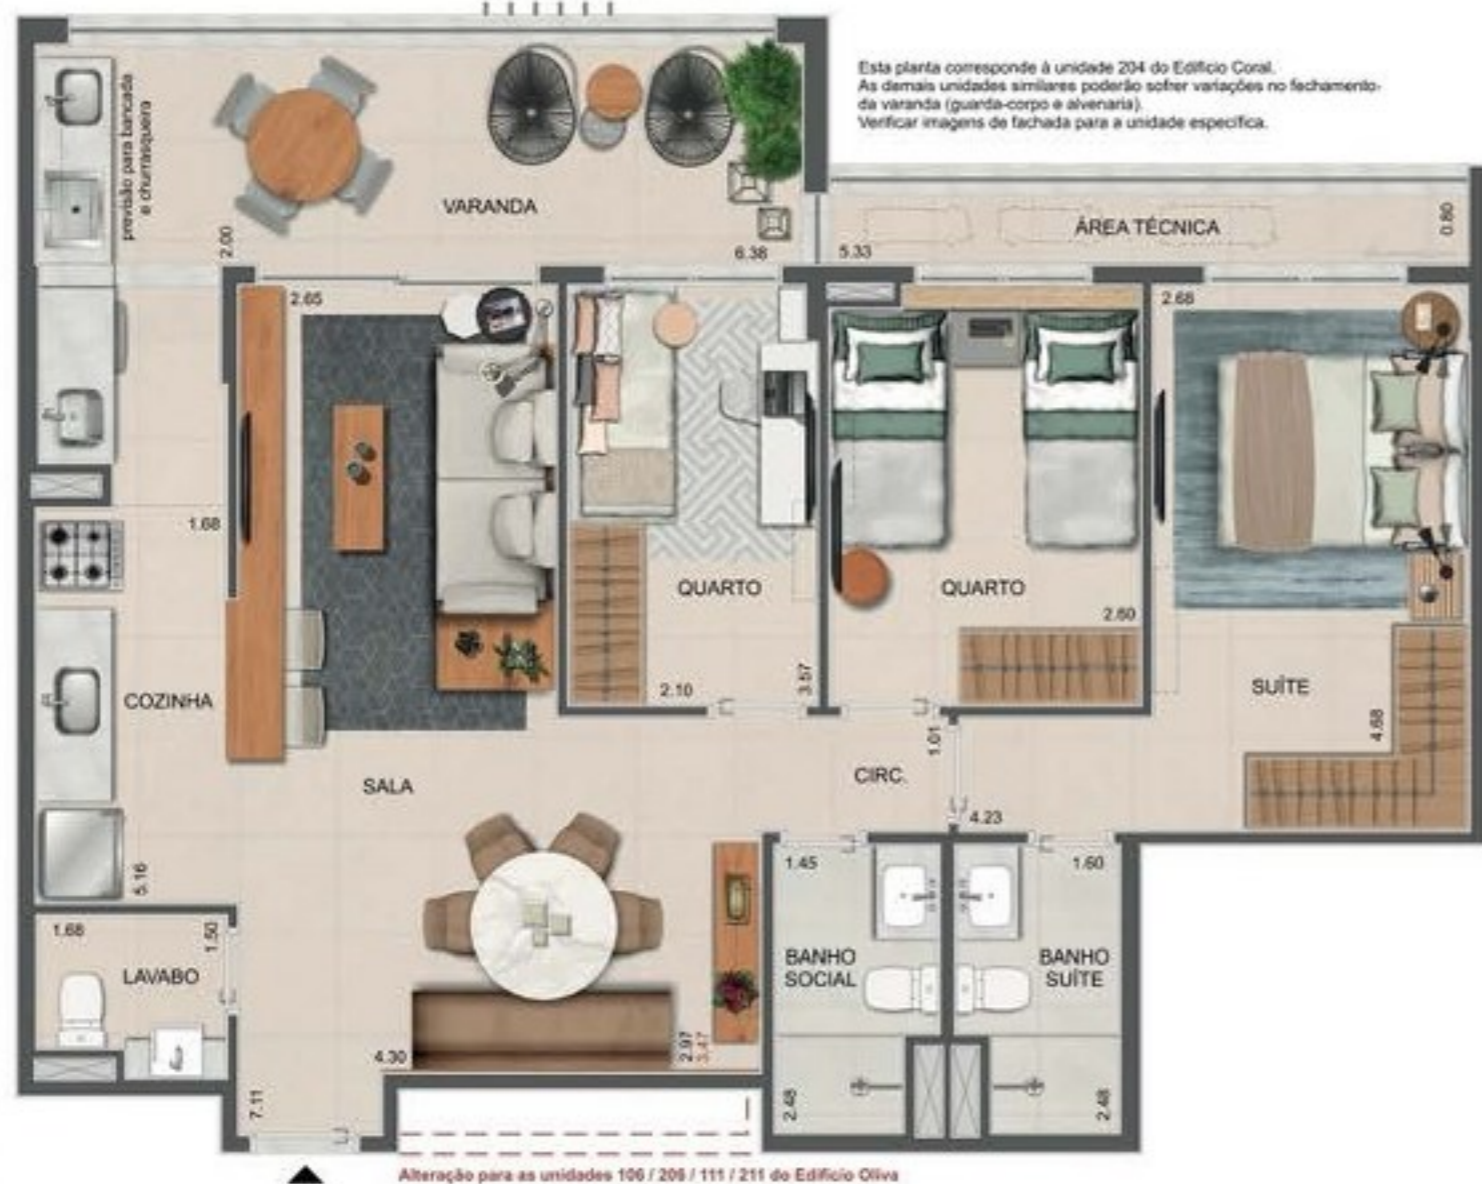 Esta planta corresponde à unidade 204 do Edifício Coral.
As demais unidades similares poderão sofrer variações no fechamento
da varanda (guarda-corpo e alvenaria).
Verificar imagens de fachada para a unidade específica.
previsão para bancada
e churrasqueira
VARANDA
2.00
6.38
5.33
ÁREA TÉCNICA
0.80
2.65
2.68
1.68
QUARTO
QUARTO
2.60
2.10
3.57
COZINHA
SUÍTE
4.68
1.01
SALA
CIRC.
4.23
5.16
1.45
1.60
1.68
1.50
LAVABO
BANHO
SOCIAL
BANHO
SUÍTE
4.30
2.97
3.47
2.48
2.48
7.11
Alteração para as unidades 106 / 206 / 111 / 211 do Edifício Oliva